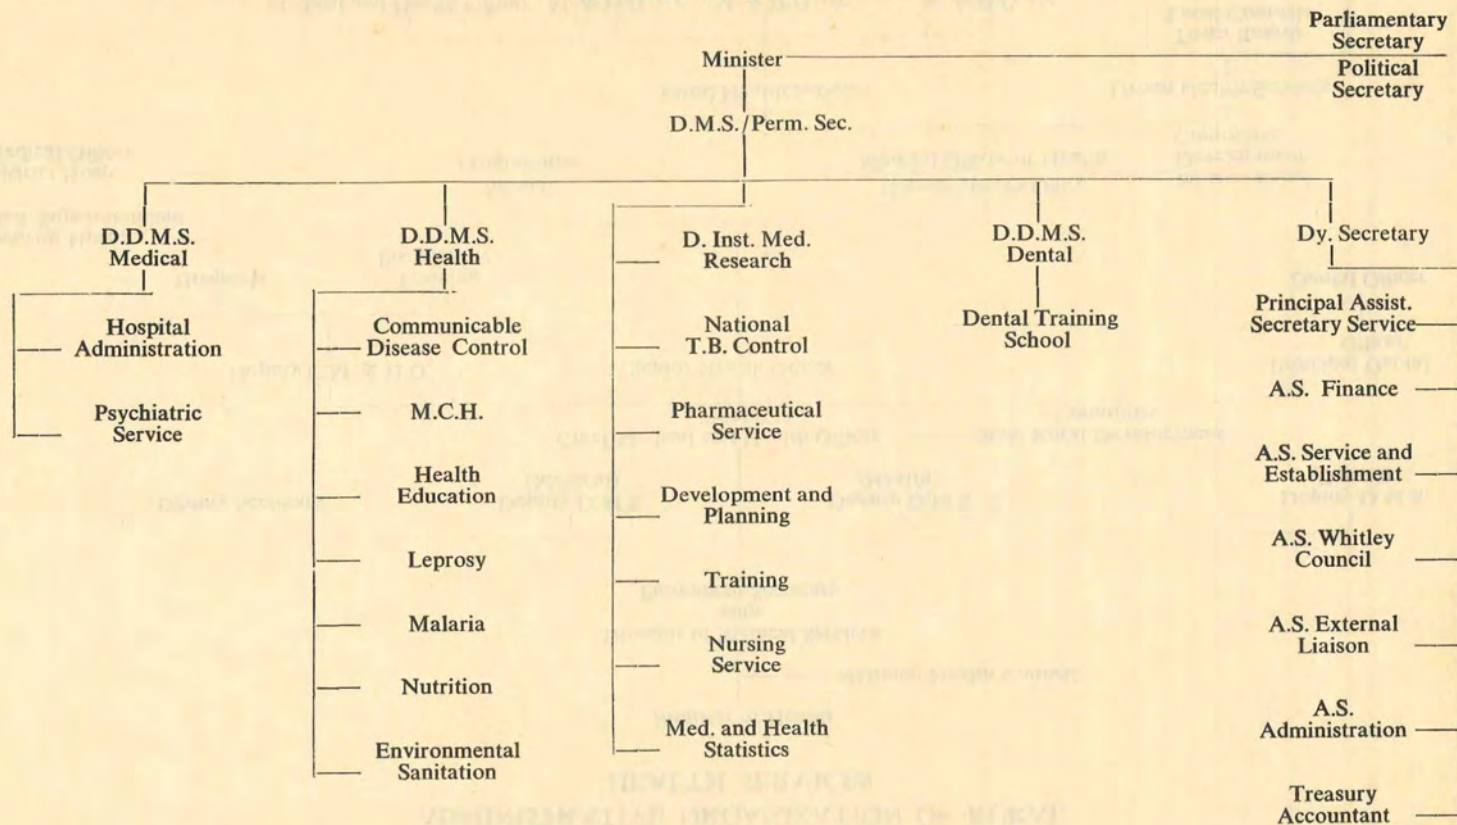 Parliamentary
Secretary
Minister
Political
Secretary
D.M.S./Perm. Sec.
D.D.M.S.
Medical
Hospital
Administration
Psychiatric
Service
D.D.M.S.
Health
Communicable
Disease Control
M.C.H.
Health
Education
Leprosy
Malaria
Nutrition
Environmental
Sanitation
D. Inst. Med.
Research
National
T.B. Control
Pharmaceutical
Service
Development and
Planning
Training
Nursing
Service
Med. and Health
Statistics
D.D.M.S.
Dental
Dental Training
School
Dy. Secretary
Principal Assist.
Secretary Service
A.S. Finance
A.S. Service and
Establishment
A.S. Whitley
Council
A.S. External
Liaison
A.S.
Administration
Treasury
Accountant